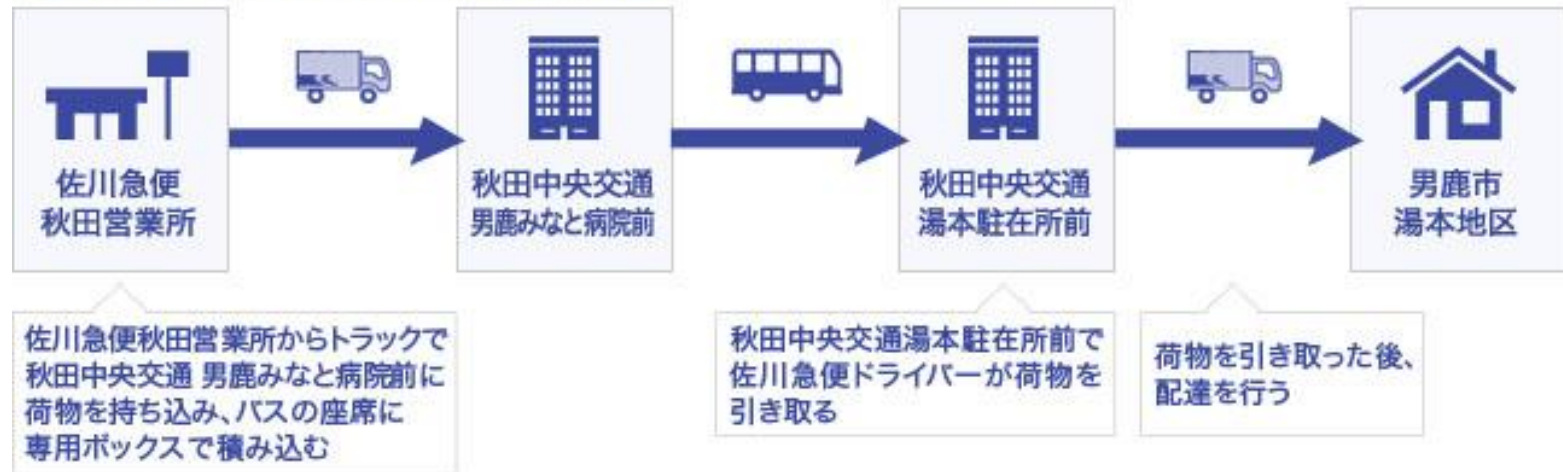 佐川急便
秋田営業所
秋田中央交通
男鹿みなと病院前
秋田中央交通
湯本駐在所前
男鹿市
湯本地区
佐川急便秋田営業所からトラックで
秋田中央交通 男鹿みなと病院前に
荷物を持ち込み、バスの座席に
専用ボックスで積み込む
秋田中央交通湯本駐在所前で
佐川急便ドライバーが荷物を
引き取る
荷物を引き取った後、
配達を行う